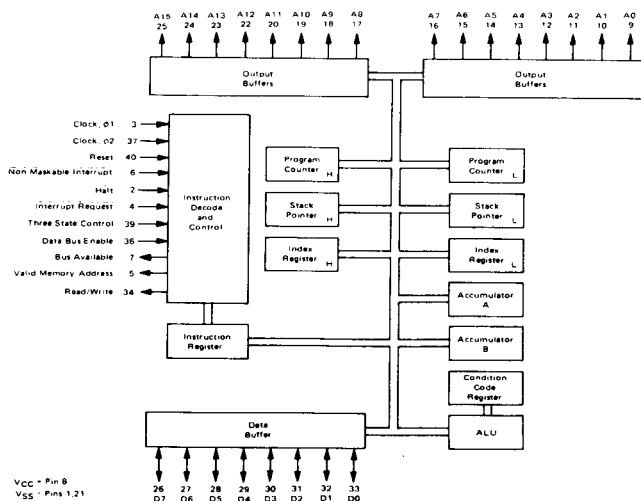 A15 A14 A13 A12 A11 A10 A9 A8
25 24 23 22 20 19 18 17
A7 A6 A5 A4 A3 A2 A1 A0
16 15 14 13 12 11 10 9
Output
Buffers
Output
Buffers
Clock, ϕ1 3
Clock, ϕ2 37
Reset 40
Non Maskable Interrupt 6
Halt 2
Interrupt Request 4
Three State Control 39
Data Bus Enable 36
Bus Available 7
Valid Memory Address 5
Read/Write 34
Instruction
Decode
and
Control
Program
Counter H
Program
Counter L
Stack
Pointer H
Stack
Pointer L
Index
Register H
Index
Register L
Accumulator
A
Instruction
Register
Accumulator
B
Condition
Code
Register
Data
Buffer
ALU
VCC = Pin 8
VSS = Pins 1,21
26 27 28 29 30 31 32 33
D7 D6 D5 D4 D3 D2 D1 D0